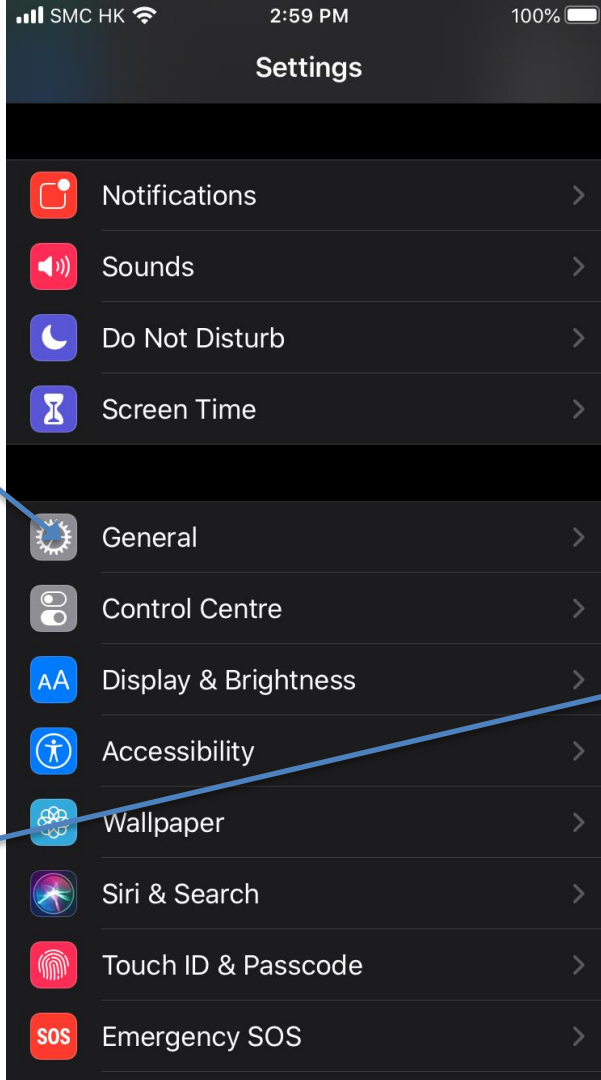 SMC HK 2:59 PM 100%
Settings
Notifications
Sounds
Do Not Disturb
Screen Time
General
Control Centre
AA Display & Brightness
Accessibility
Wallpaper
Siri & Search
Touch ID & Passcode
SOS Emergency SOS